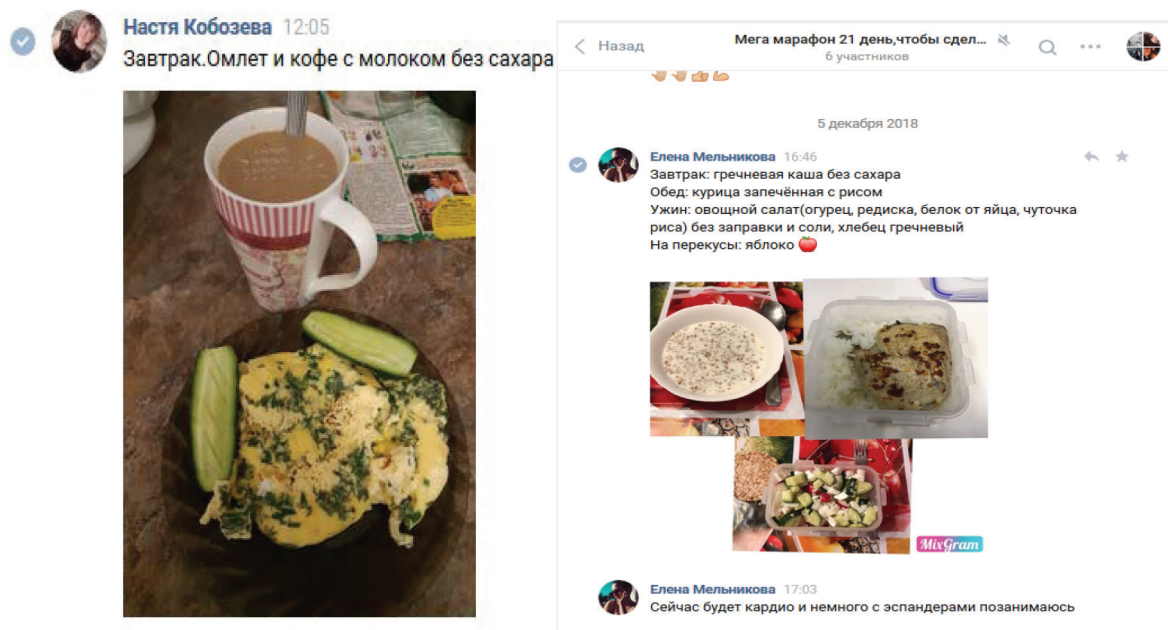 Настя Кобозева 12:05
Завтрак.Омлет и кофе с молоком без сахара
Назад
Мега марафон 21 день,чтобы сдел...
6 участников
5 декабря 2018
Елена Мельникова 16:46
Завтрак: гречневая каша без сахара
Обед: курица запечённая с рисом
Ужин: овощной салат(огурец, редиска, белок от яйца, чуточка
риса) без заправки и соли, хлебец гречневый
На перекусы: яблоко 🍎
MixGram
Елена Мельникова 17:03
Сейчас будет кардио и немного с эспандерами позанимаюсь